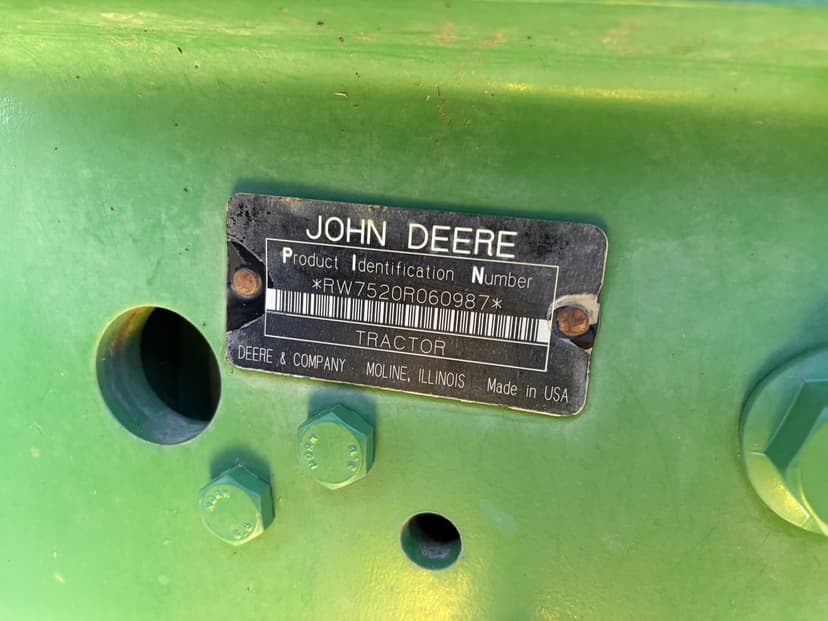 JOHN DEERE
Product Identification Number
*RW7520R060987*
TRACTOR
DEERE & COMPANY MOLINE, ILLINOIS Made in USA